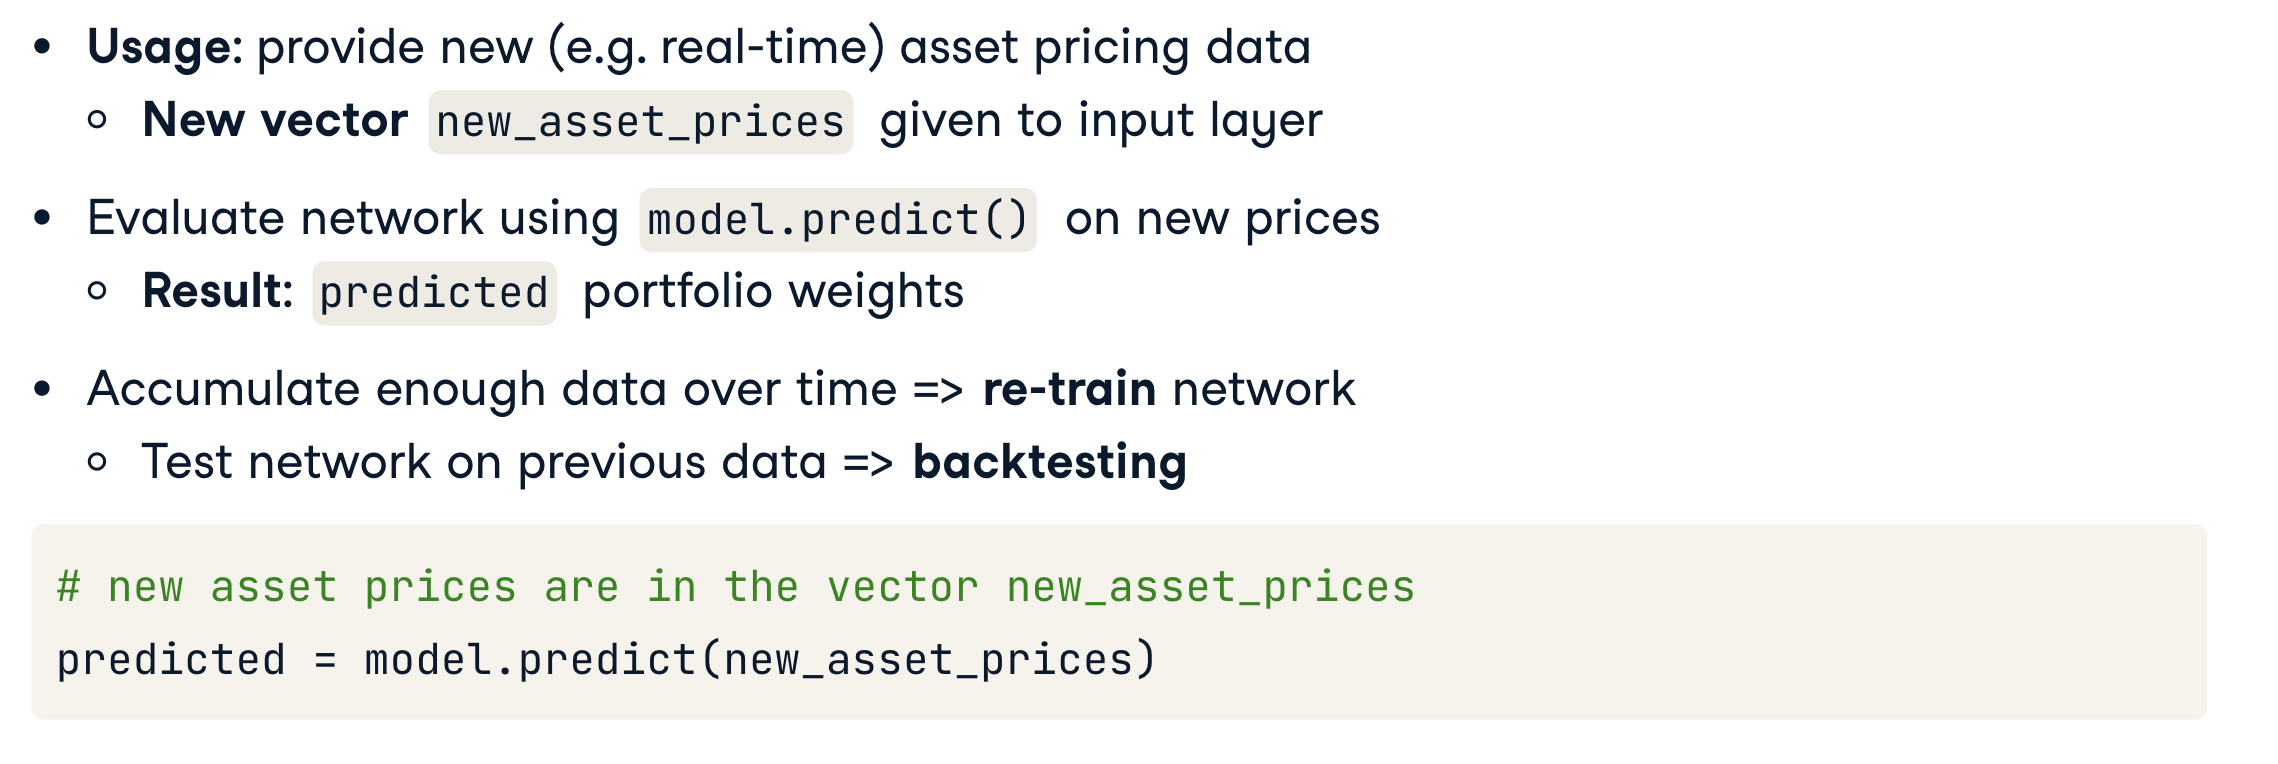 • Usage: provide new (e.g. real-time) asset pricing data
◦ New vector new_asset_prices given to input layer
• Evaluate network using model.predict() on new prices
◦ Result: predicted portfolio weights
• Accumulate enough data over time => re-train network
◦ Test network on previous data => backtesting
# new asset prices are in the vector new_asset_prices
predicted = model.predict(new_asset_prices)